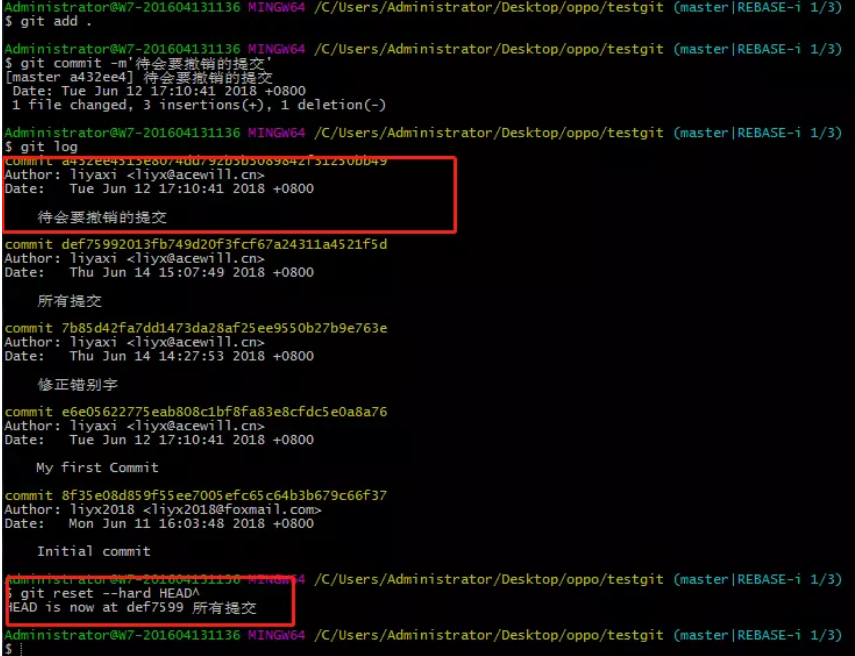 Administrator@W7-201604131136 MINGW64 /C/Users/Administrator/Desktop/oppo/testgit (master|REBASE-i 1/3)
$ git add .
Administrator@W7-201604131136 MINGW64 /C/Users/Administrator/Desktop/oppo/testgit (master|REBASE-i 1/3)
$ git commit -m'待会要撤销的提交'
[master a432ee4] 待会要撤销的提交
Date: Tue Jun 12 17:10:41 2018 +0800
1 file changed, 3 insertions(+), 1 deletion(-)
Administrator@W7-201604131136 MINGW64 /C/Users/Administrator/Desktop/oppo/testgit (master|REBASE-i 1/3)
$ git log
commit
Author: liyaxi <liyx@acewill.cn>
Date: Tue Jun 12 17:10:41 2018 +0800
待会要撤销的提交
commit def75992013fb749d20f3fcf67a24311a4521f5d
Author: liyaxi <liyx@acewill.cn>
Date: Thu Jun 14 15:07:49 2018 +0800
所有提交
commit 7b85d42fa7dd1473da28af25ee9550b27b9e763e
Author: liyaxi <liyx@acewill.cn>
Date: Thu Jun 14 14:27:53 2018 +0800
修正错别字
commit e6e05622775eab808c1bf8fa83e8cfdc5e0a8a76
Author: liyaxi <liyx@acewill.cn>
Date: Tue Jun 12 17:10:41 2018 +0800
My first Commit
commit 8f35e08d859f55ee7005efc65c64b3b679c66f37
Author: liyx2018 <liyx2018@foxmail.com>
Date: Mon Jun 11 16:03:48 2018 +0800
Initial commit
Administrator@W7-201604131136 MINGW64 /C/Users/Administrator/Desktop/oppo/testgit (master|REBASE-i 1/3)
$ git reset --hard HEAD^
HEAD is now at def7599 所有提交
Administrator@W7-201604131136 MINGW64 /C/Users/Administrator/Desktop/oppo/testgit (master|REBASE-i 1/3)
$